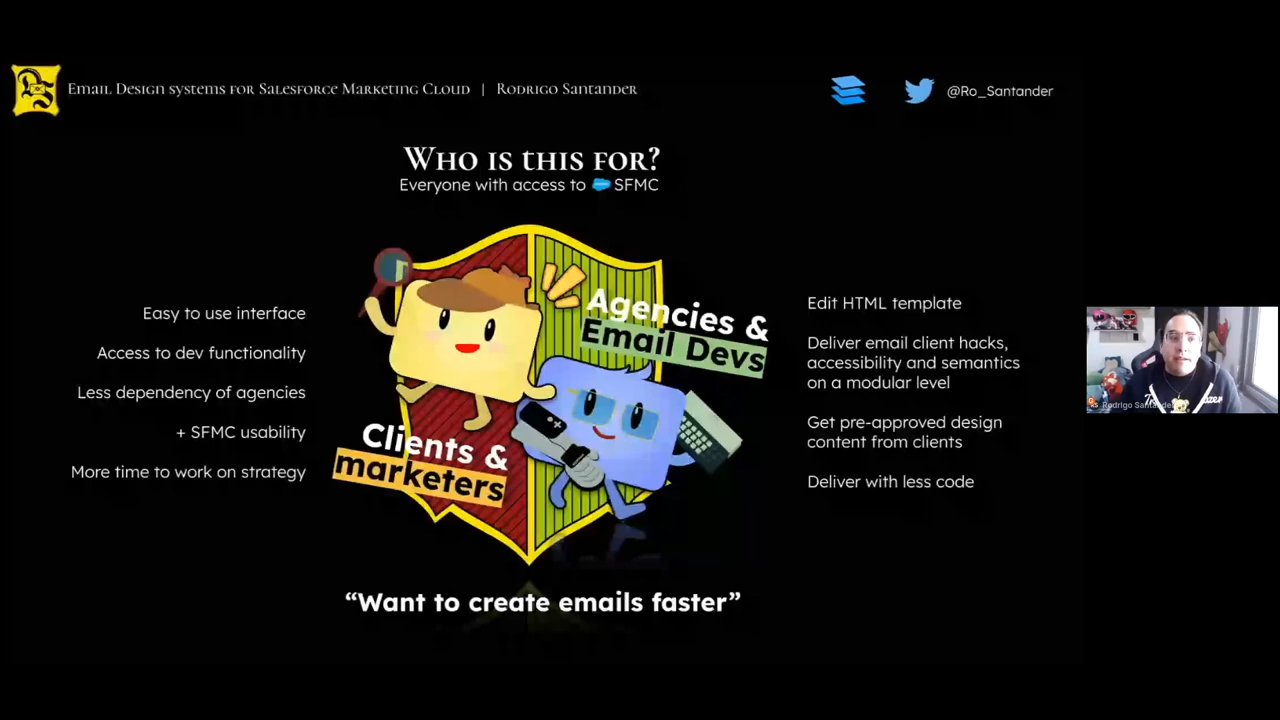 Email Design systems for Salesforce Marketing Cloud | Rodrigo Santander
@Ro_Santander
Who is this for?
Everyone with access to SFMC
Easy to use interface
Access to dev functionality
Less dependency of agencies
+ SFMC usability
More time to work on strategy
Clients &
marketers
Agencies &
Email Devs
Edit HTML template
Deliver email client hacks,
accessibility and semantics
on a modular level
Get pre-approved design
content from clients
Deliver with less code
“Want to create emails faster”
Rodrigo Santander